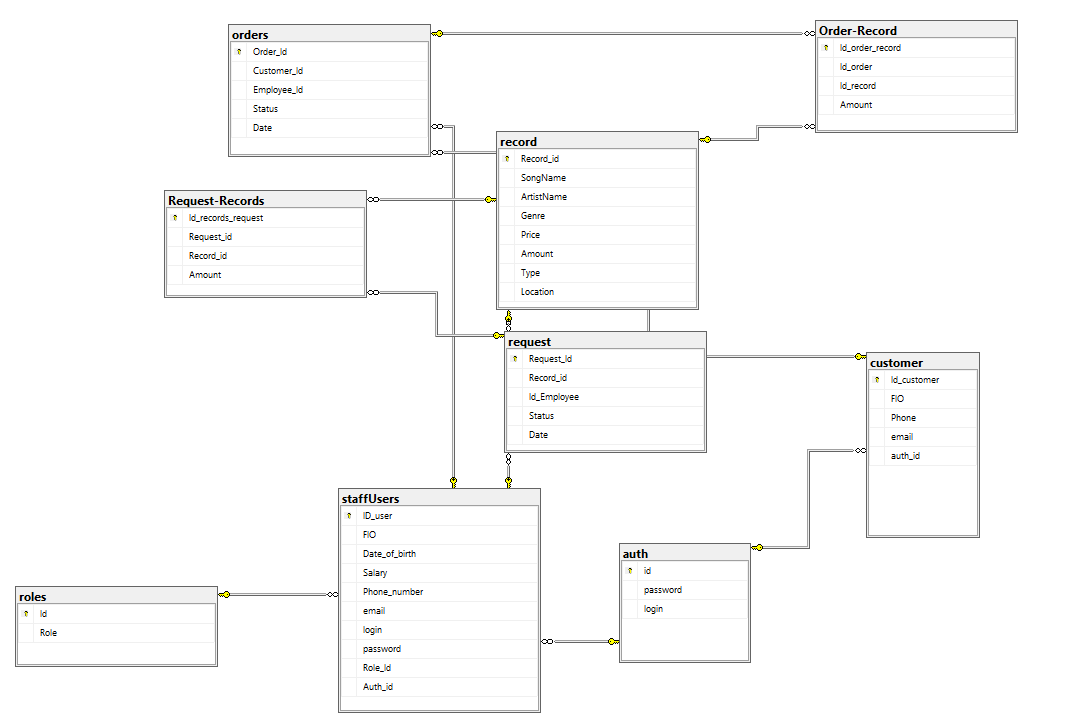 orders
Order_Id
Customer_Id
Employee_Id
Status
Date
Order-Record
Id_order_record
Id_order
Id_record
Amount
record
Record_id
SongName
ArtistName
Genre
Price
Amount
Type
Location
Request-Records
Id_records_request
Request_id
Record_id
Amount
request
Request_Id
Record_id
Id_Employee
Status
Date
customer
Id_customer
FIO
Phone
email
auth_id
staffUsers
ID_user
FIO
Date_of_birth
Salary
Phone_number
email
login
password
Role_Id
Auth_id
auth
id
password
login
roles
Id
Role